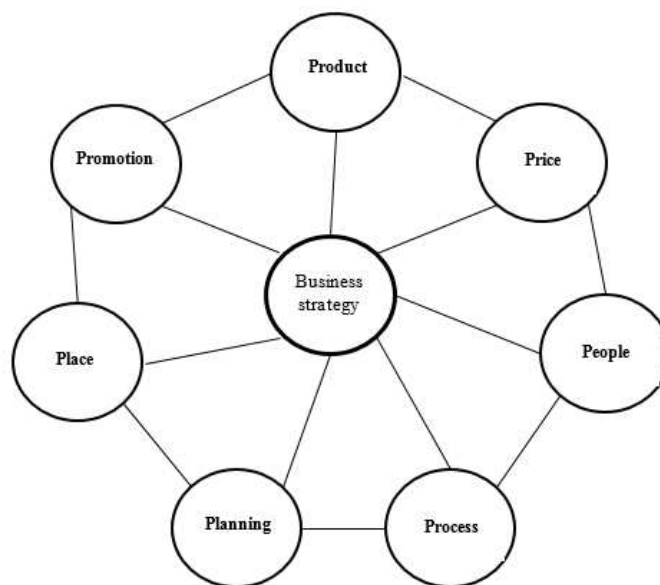 Product
Promotion
Price
Business
strategy
Place
People
Planning
Process